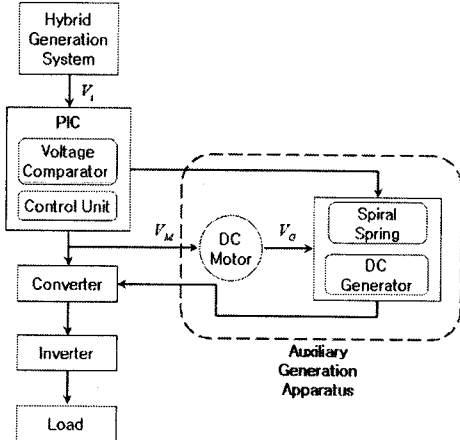 Hybrid
Generation
System
V_i
PIC
Voltage
Comparator
Control Unit
V_M
DC
Motor
V_G
Spiral
Spring
DC
Generator
Converter
Inverter
Load
Auxiliary
Generation
Apparatus